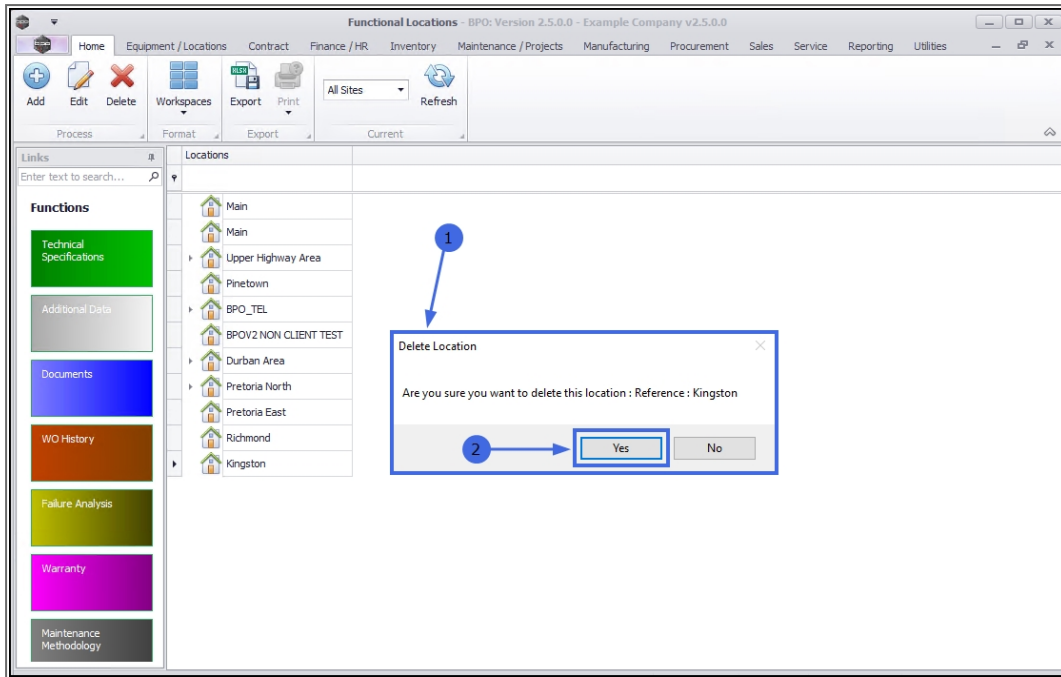 Functional Locations - BPO: Version 2.5.0.0 - Example Company v2.5.0.0
Home Equipment / Locations Contract Finance / HR Inventory Maintenance / Projects Manufacturing Procurement Sales Service Reporting Utilities
Add Edit Delete Workspaces Export Print All Sites Refresh
Process Format Export Current
Links
Enter text to search...
Functions
Technical
Specifications
Additional Data
Documents
WO History
Failure Analysis
Warranty
Maintenance
Methodology
Locations
Main
Main
Upper Highway Area
Pinetown
BPO_TEL
BPOV2 NON CLIENT TEST
Durban Area
Pretoria North
Pretoria East
Richmond
Kingston
1
Delete Location
Are you sure you want to delete this location : Reference : Kingston
2
Yes No